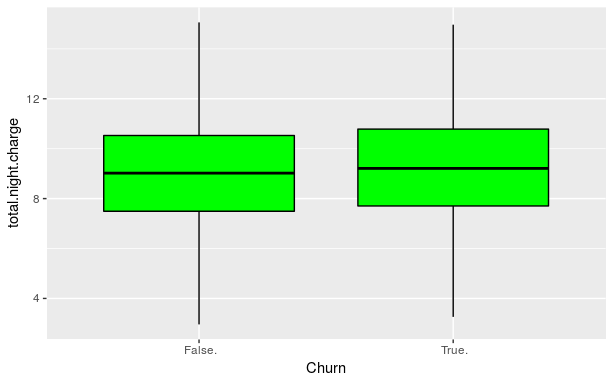 total.night.charge
12
8
4
False.
True.
Churn